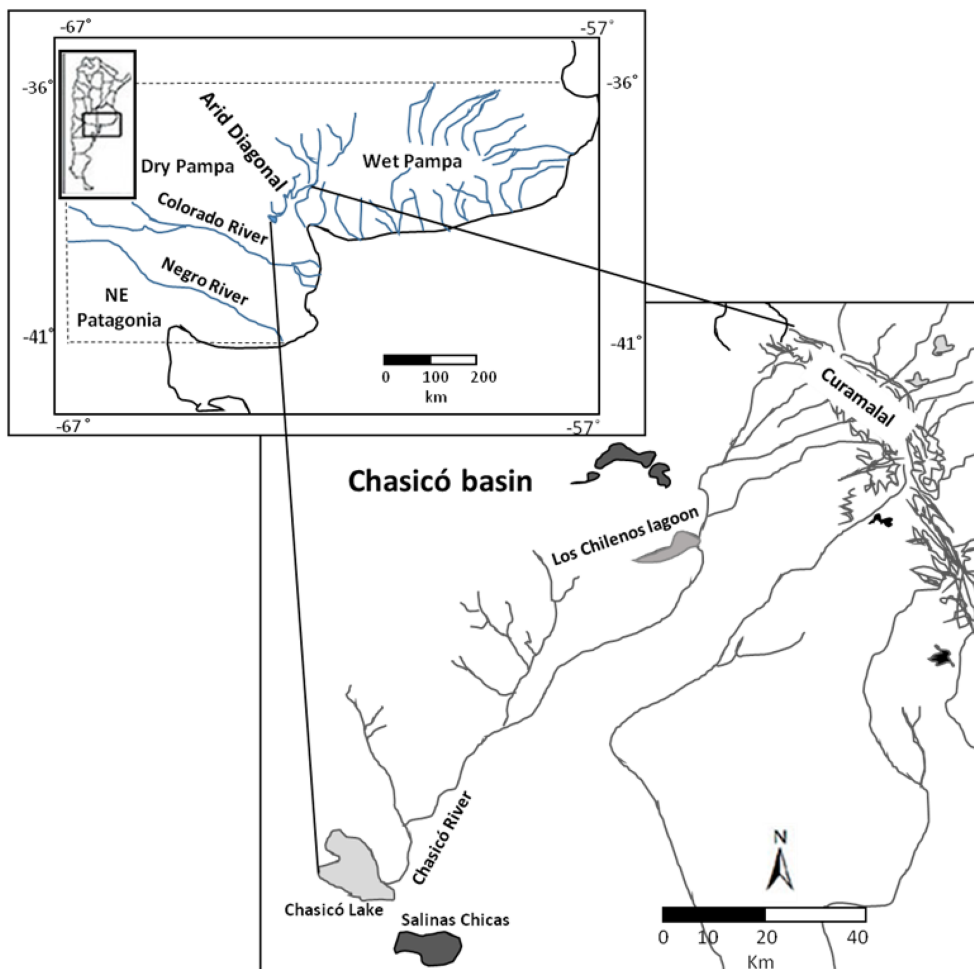 -67°
-57°
-36°
-36°
Arid Diagonal
Wet Pampa
Dry Pampa
Colorado River
Negro River
NE
Patagonia
-41°
-41°
0 100 200
km
-67°
-57°
Curamalal
Chasicó basin
Los Chilenos lagoon
Chasicó River
N
Chasicó Lake
Salinas Chicas
0 20 20 40
Km